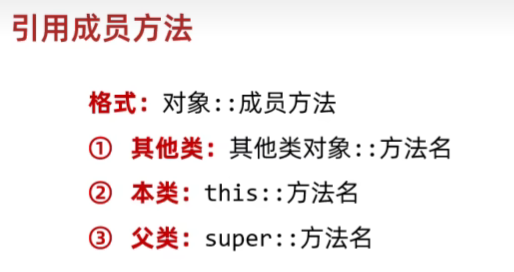 引用成员方法
格式：对象::成员方法
① 其他类：其他类对象::方法名
② 本类：this::方法名
③ 父类：super::方法名